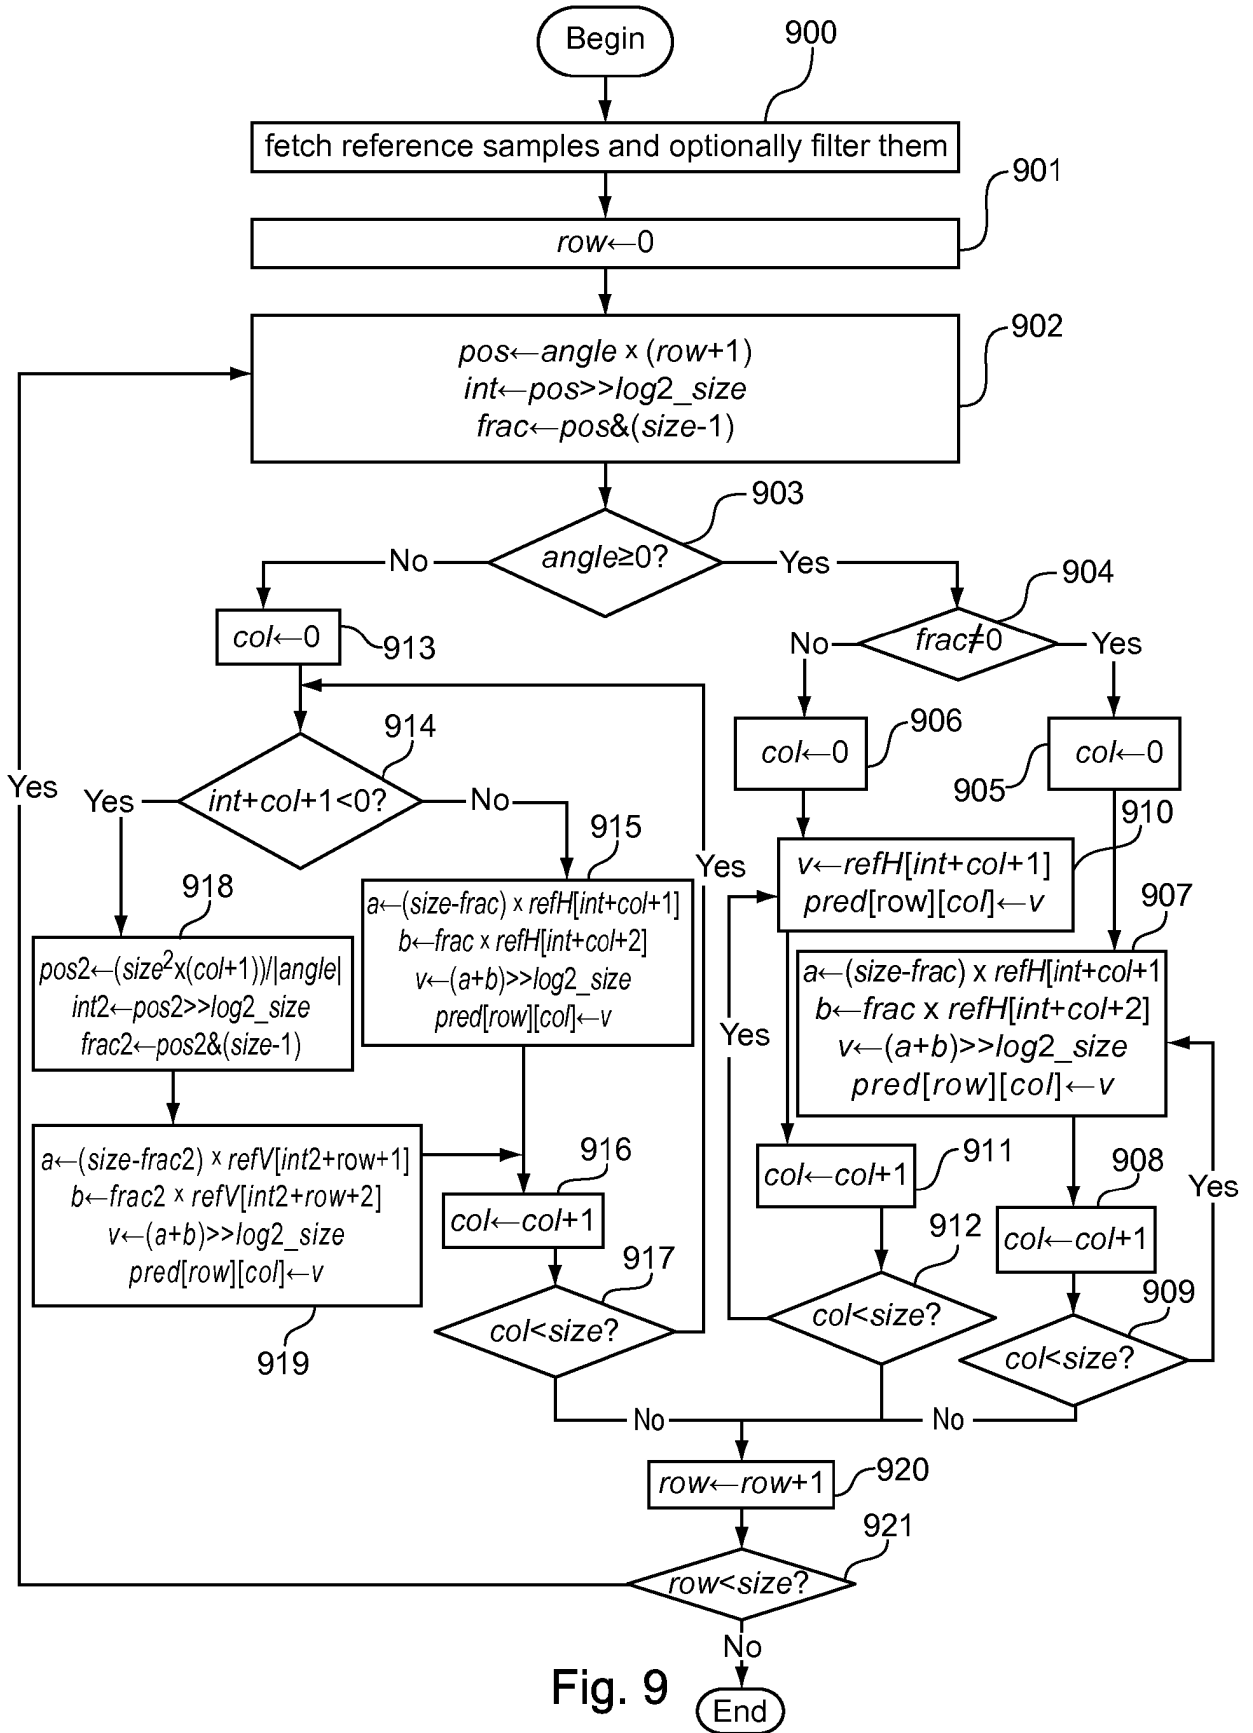 Begin
900
fetch reference samples and optionally filter them
901
row←0
902
pos←angle x (row+1)
int←pos>>log2_size
frac←pos&(size-1)
903
angle≥0?
No
Yes
904
frac≠0
No
Yes
col←0
913
906
col←0
905
col←0
914
int+col+1<0?
Yes
No
Yes
910
v←refH[int+col+1]
pred[row][col]←v
915
a←(size-frac) x refH[int+col+1]
b←frac x refH[int+col+2]
v←(a+b)>>log2_size
pred[row][col]←v
Yes
918
pos2←(size²x(col+1))/|angle|
int2←pos2>>log2_size
frac2←pos2&(size-1)
907
a←(size-frac) x refH[int+col+1
b←frac x refH[int+col+2]
v←(a+b)>>log2_size
pred[row][col]←v
Yes
a←(size-frac2) x refV[int2+row+1]
b←frac2 x refV[int2+row+2]
v←(a+b)>>log2_size
pred[row][col]←v
919
916
col←col+1
917
col<size?
911
col←col+1
912
col<size?
908
col←col+1
Yes
909
col<size?
No
No
920
row←row+1
921
row<size?
No
Fig. 9
End